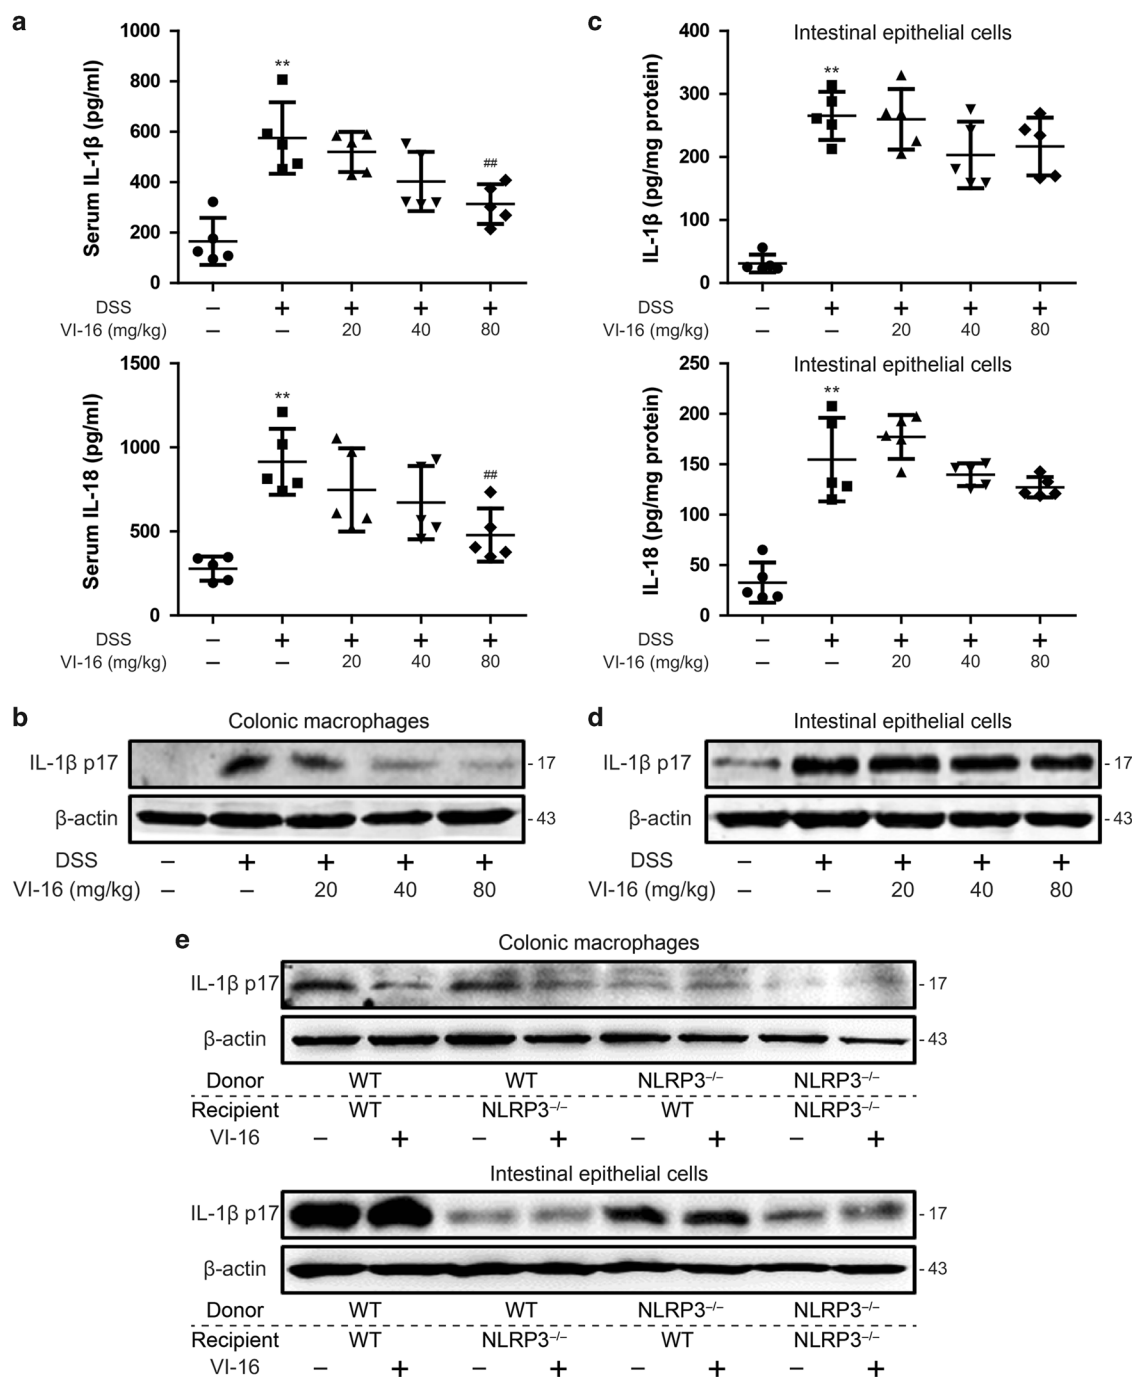 a
Serum IL-1β (pg/ml)
1000
800
600
400
200
0
**
##
DSS – + + + +
VI-16 (mg/kg) – – 20 40 80
Serum IL-18 (pg/ml)
1500
1000
500
0
**
##
DSS – + + + +
VI-16 (mg/kg) – – 20 40 80
c
Intestinal epithelial cells
IL-1β (pg/mg protein)
400
300
200
100
0
**
DSS – + + + +
VI-16 (mg/kg) – – 20 40 80
Intestinal epithelial cells
IL-18 (pg/mg protein)
250
200
150
100
50
0
**
DSS – + + + +
VI-16 (mg/kg) – – 20 40 80
b
Colonic macrophages
IL-1β p17 - 17
β-actin - 43
DSS – + + + +
VI-16 (mg/kg) – – 20 40 80
d
Intestinal epithelial cells
IL-1β p17 - 17
β-actin - 43
DSS – + + + +
VI-16 (mg/kg) – – 20 40 80
e
Colonic macrophages
IL-1β p17 - 17
β-actin - 43
Donor WT WT NLRP3–/– NLRP3–/–
Recipient WT NLRP3–/– WT NLRP3–/–
VI-16 – + – + – + – +
Intestinal epithelial cells
IL-1β p17 - 17
β-actin - 43
Donor WT WT NLRP3–/– NLRP3–/–
Recipient WT NLRP3–/– WT NLRP3–/–
VI-16 – + – + – + – +